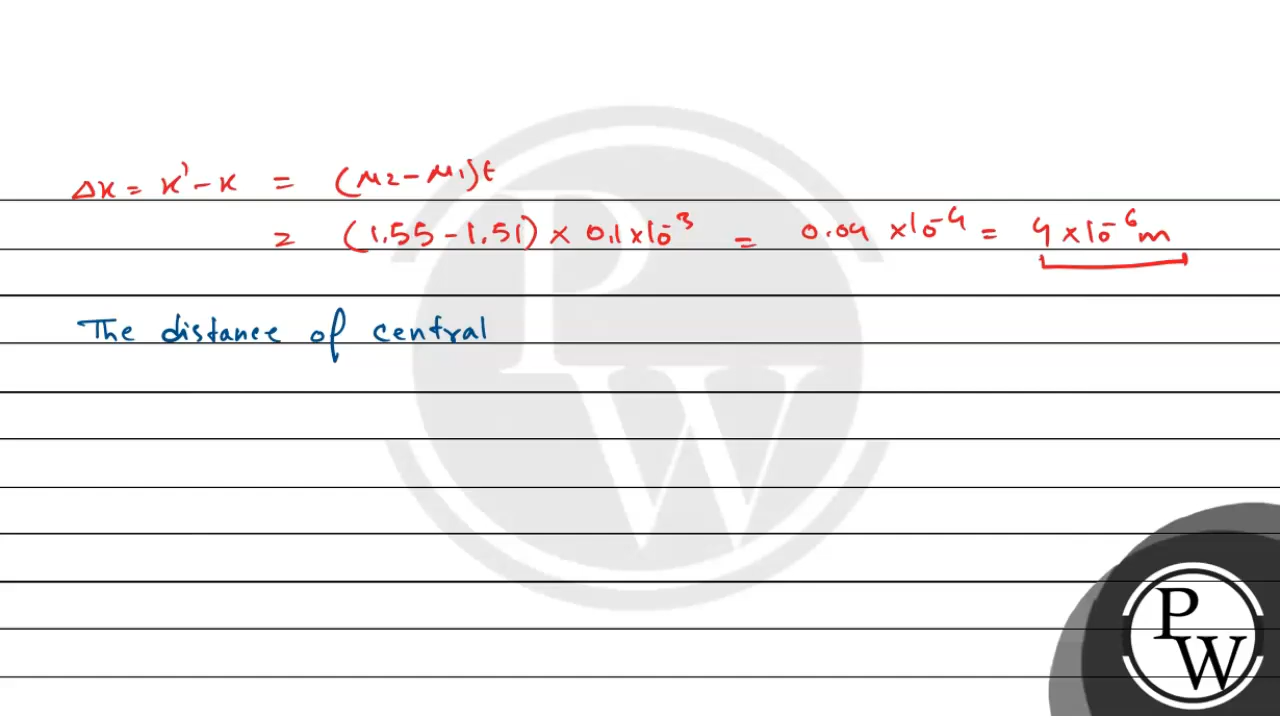 Δx = x' - x = (μ2 - μ1)t
= (1.55 - 1.51) × 0.1 × 10⁻³ = 0.04 × 10⁻⁴ = 4 × 10⁻⁶ m
The distance of central
P
W
P
W